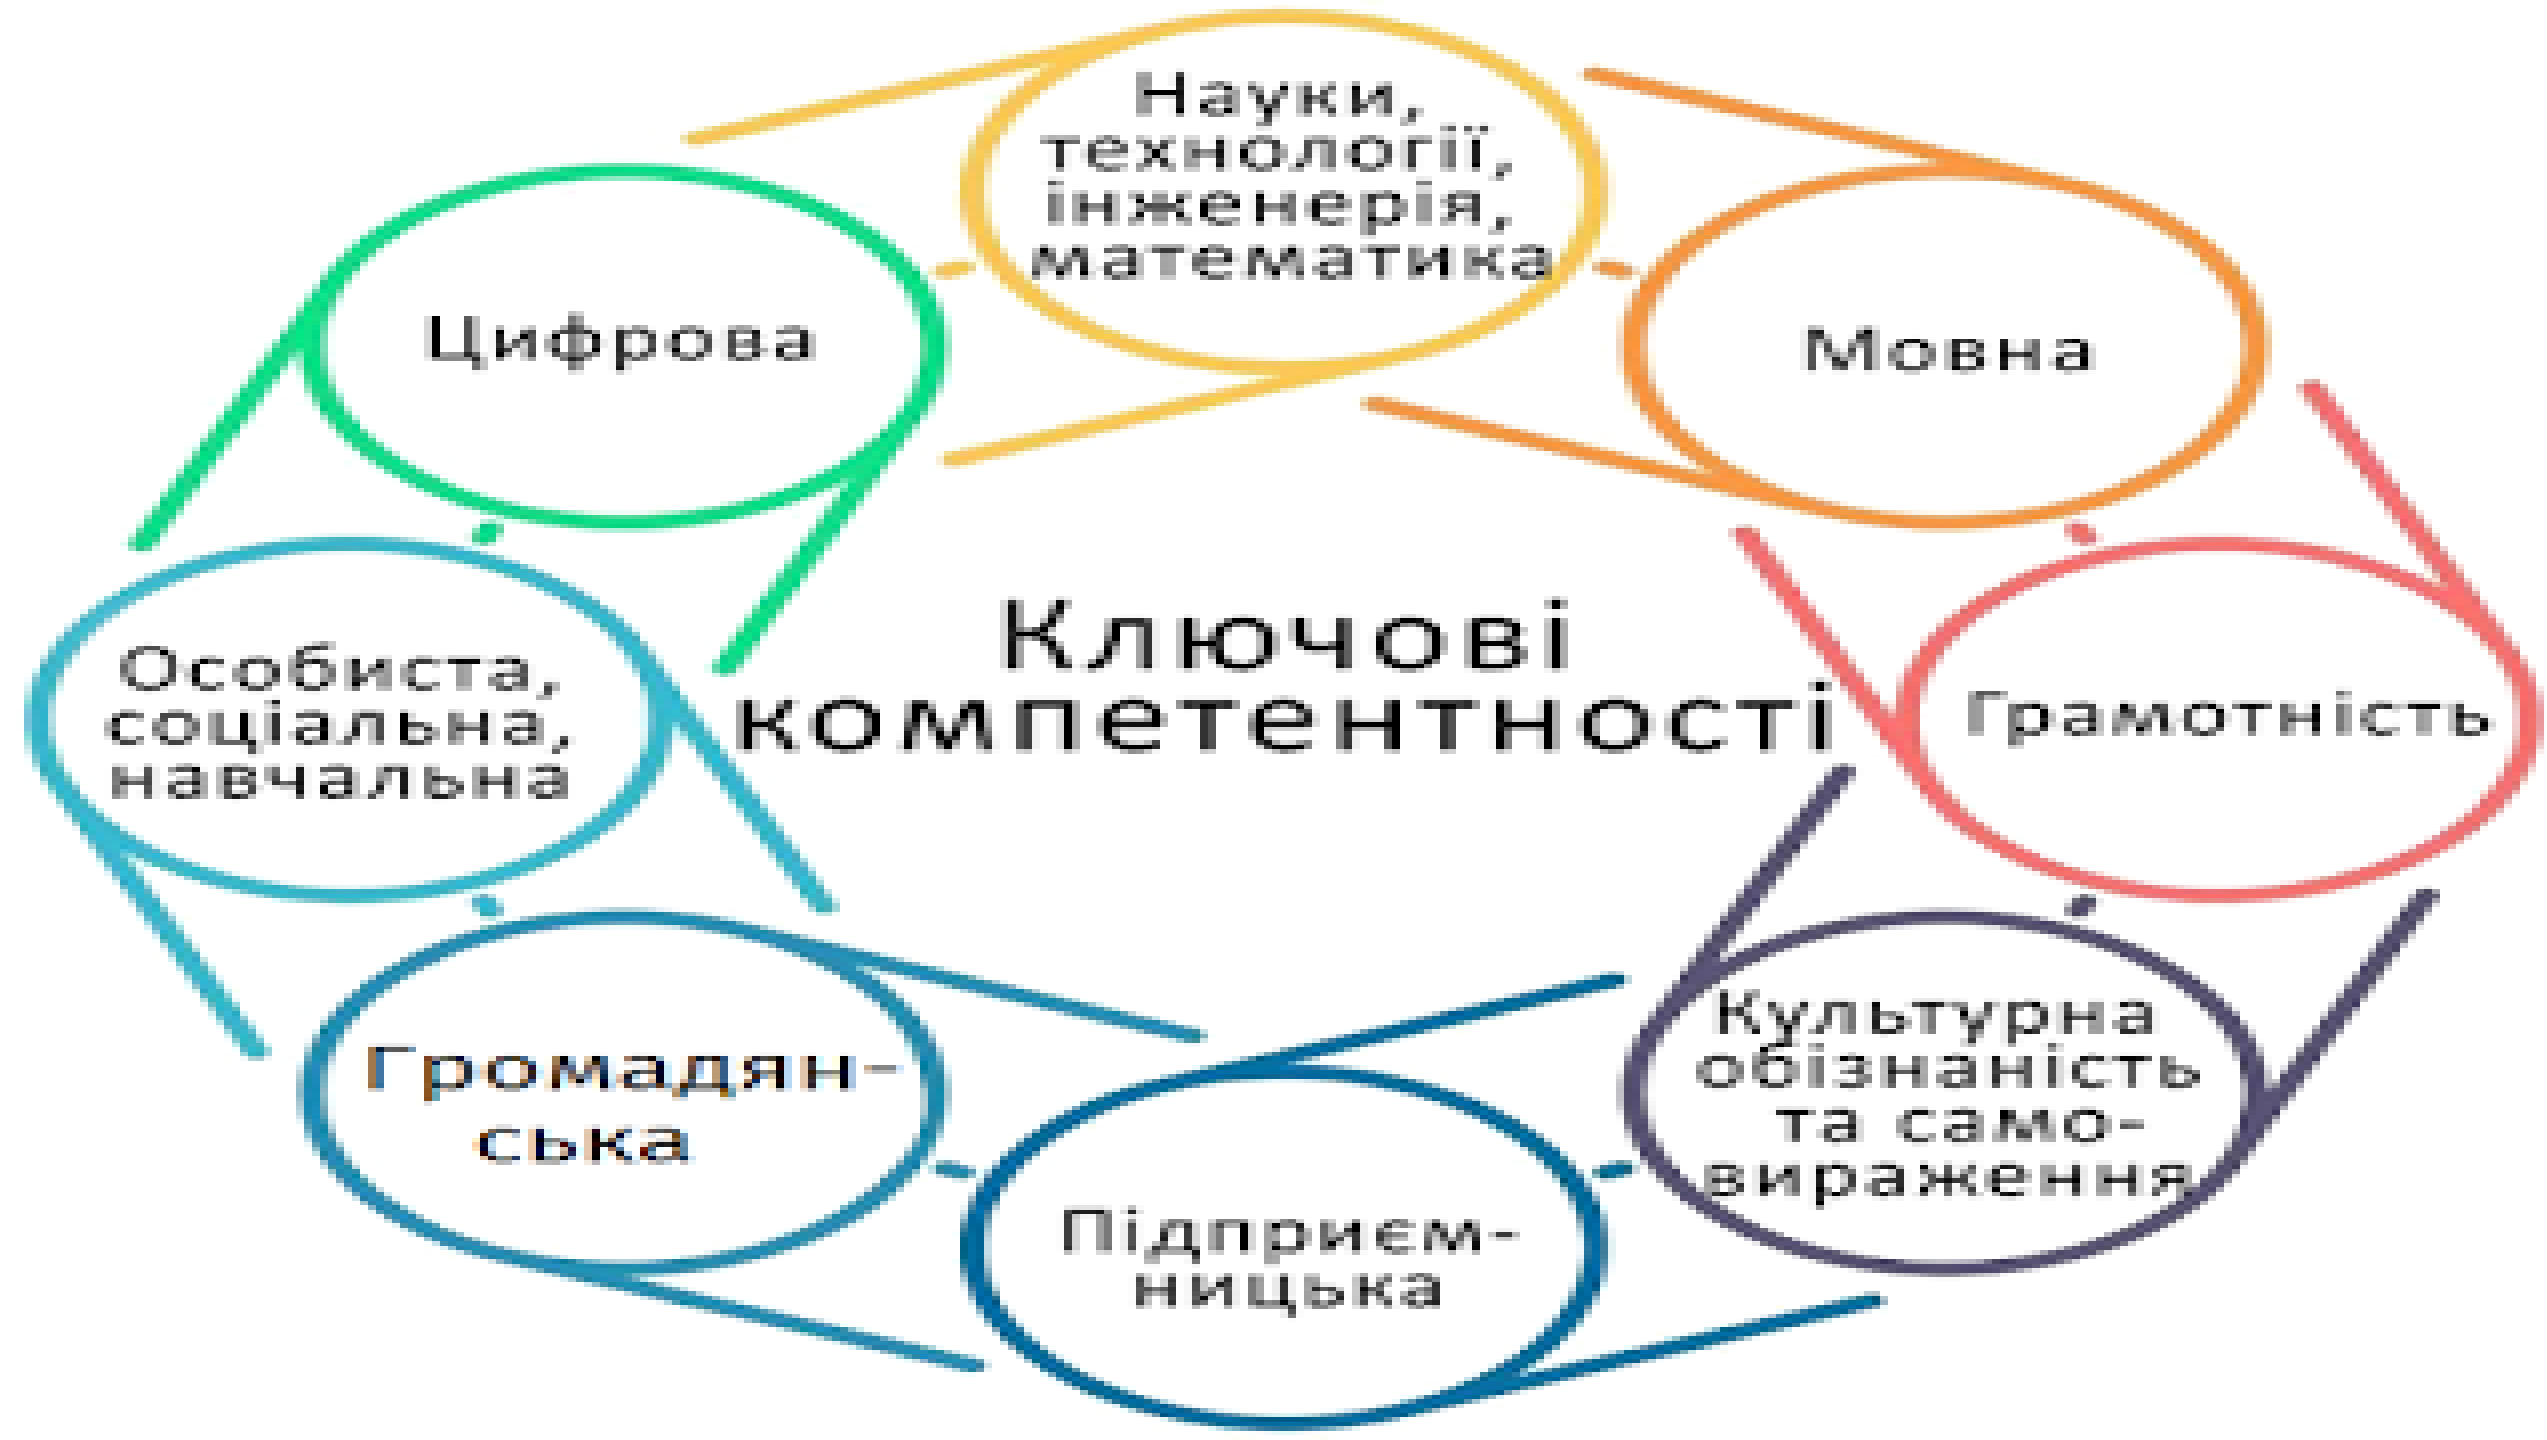 Науки,
технології,
інженерія,
математика
Цифрова
Мовна
Ключові
компетентності
Особиста,
соціальна,
навчальна
Грамотність
Громадян-
ська
Культурна
обізнаність
та само-
вираження
Підприєм-
ницька